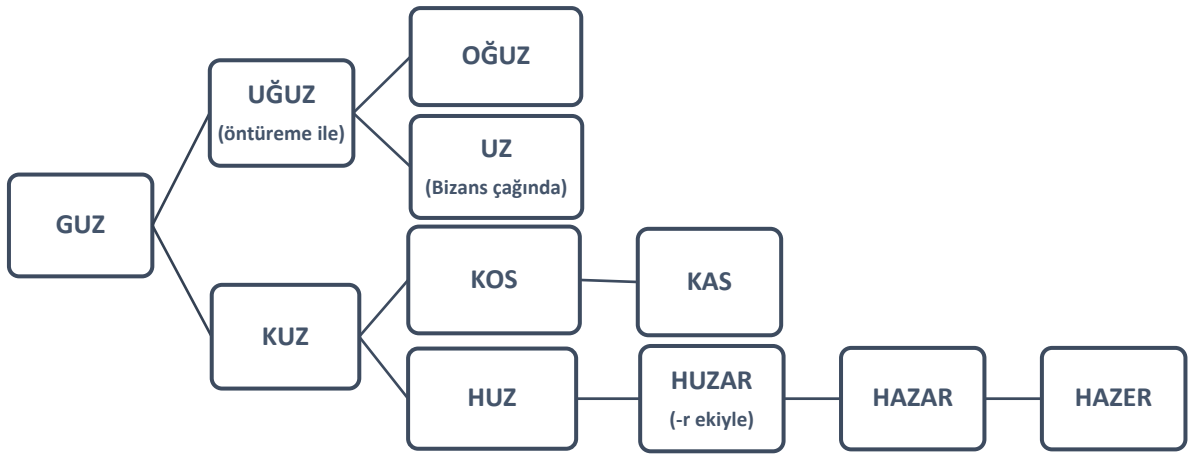 OĞUZ
UĞUZ
(öntüreme ile)
UZ
(Bizans çağında)
GUZ
KOS
KAS
KUZ
HUZ
HUZAR
(-r ekiyle)
HAZAR
HAZER